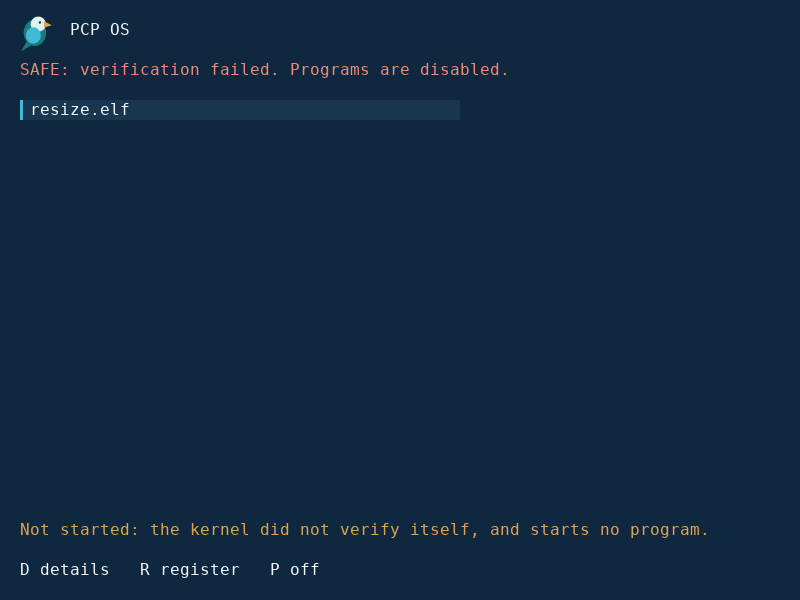 PCP OS
SAFE: verification failed. Programs are disabled.
resize.elf
Not started: the kernel did not verify itself, and starts no program.
D details   R register   P off